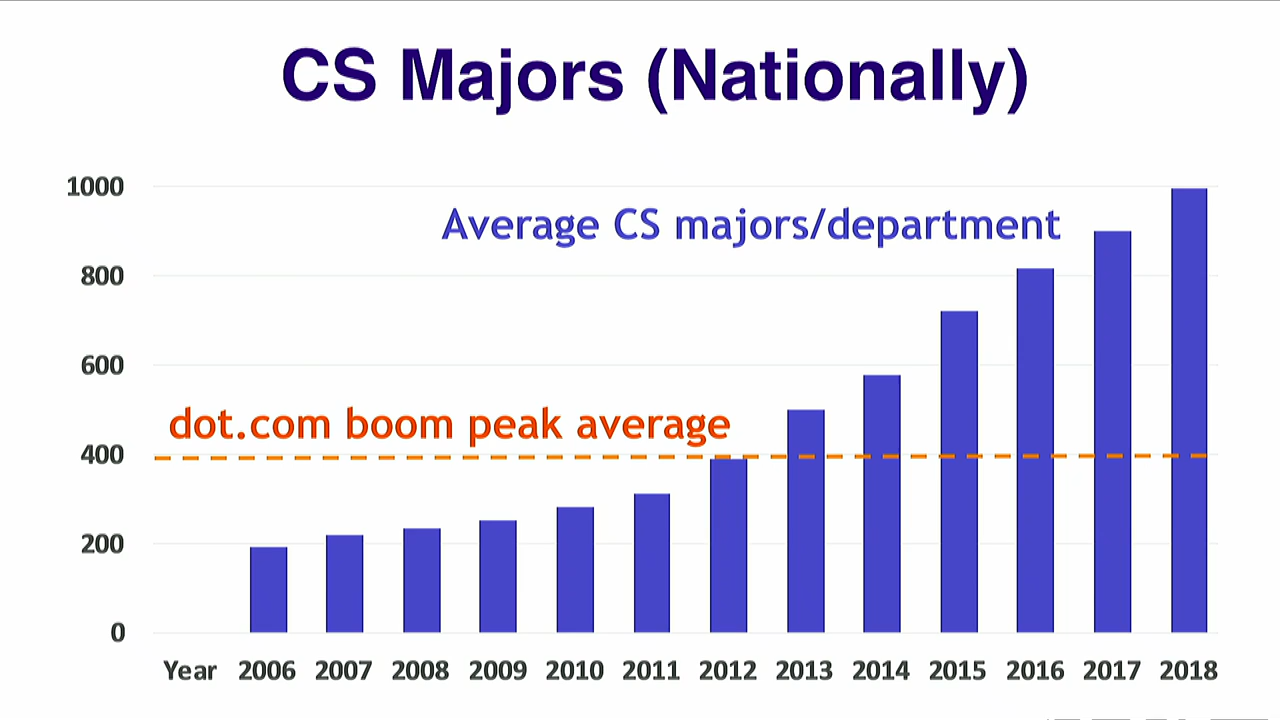 CS Majors (Nationally)
1000
Average CS majors/department
800
600
dot.com boom peak average
400
200
0
Year 2006 2007 2008 2009 2010 2011 2012 2013 2014 2015 2016 2017 2018